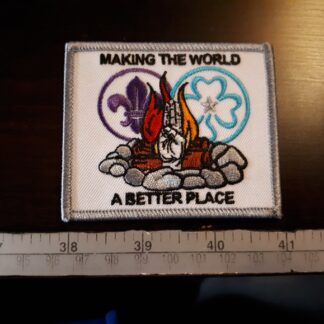 MAKING THE WORLD
A BETTER PLACE
38 39 40 41